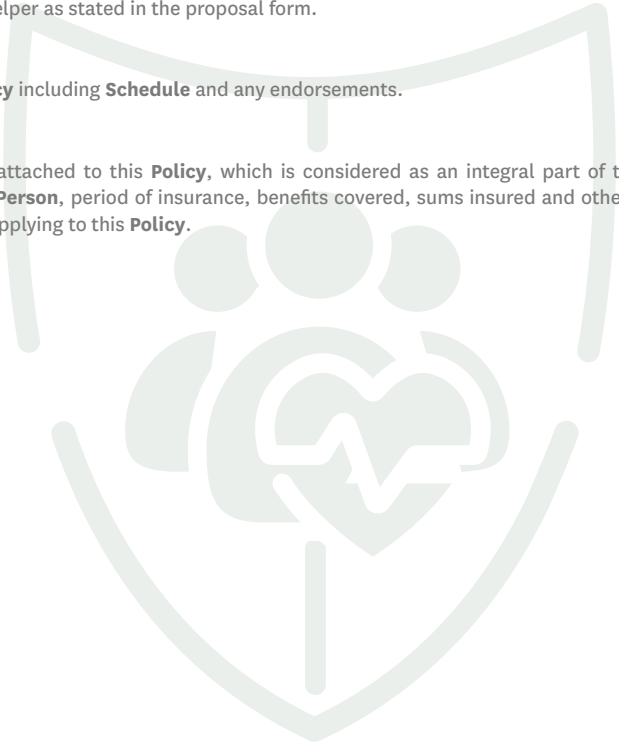 elper as stated in the proposal form.
cy including Schedule and any endorsements.
attached to this Policy, which is considered as an integral part of t
Person, period of insurance, benefits covered, sums insured and othe
pplying to this Policy.